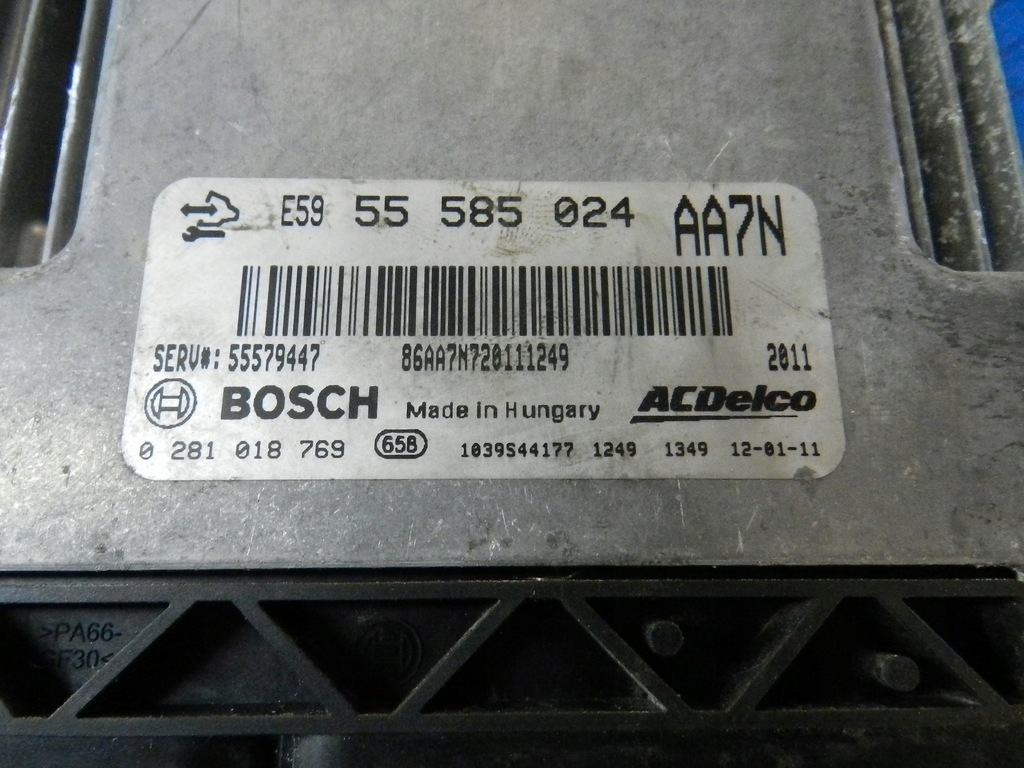 E59 55 585 024 AA7N
SERV#: 55579447 86AA7N720111249 2011
BOSCH Made in Hungary ACDelco
0 281 018 769 658 1039S44177 1249 1349 12-01-11
>PA66-
GF30<